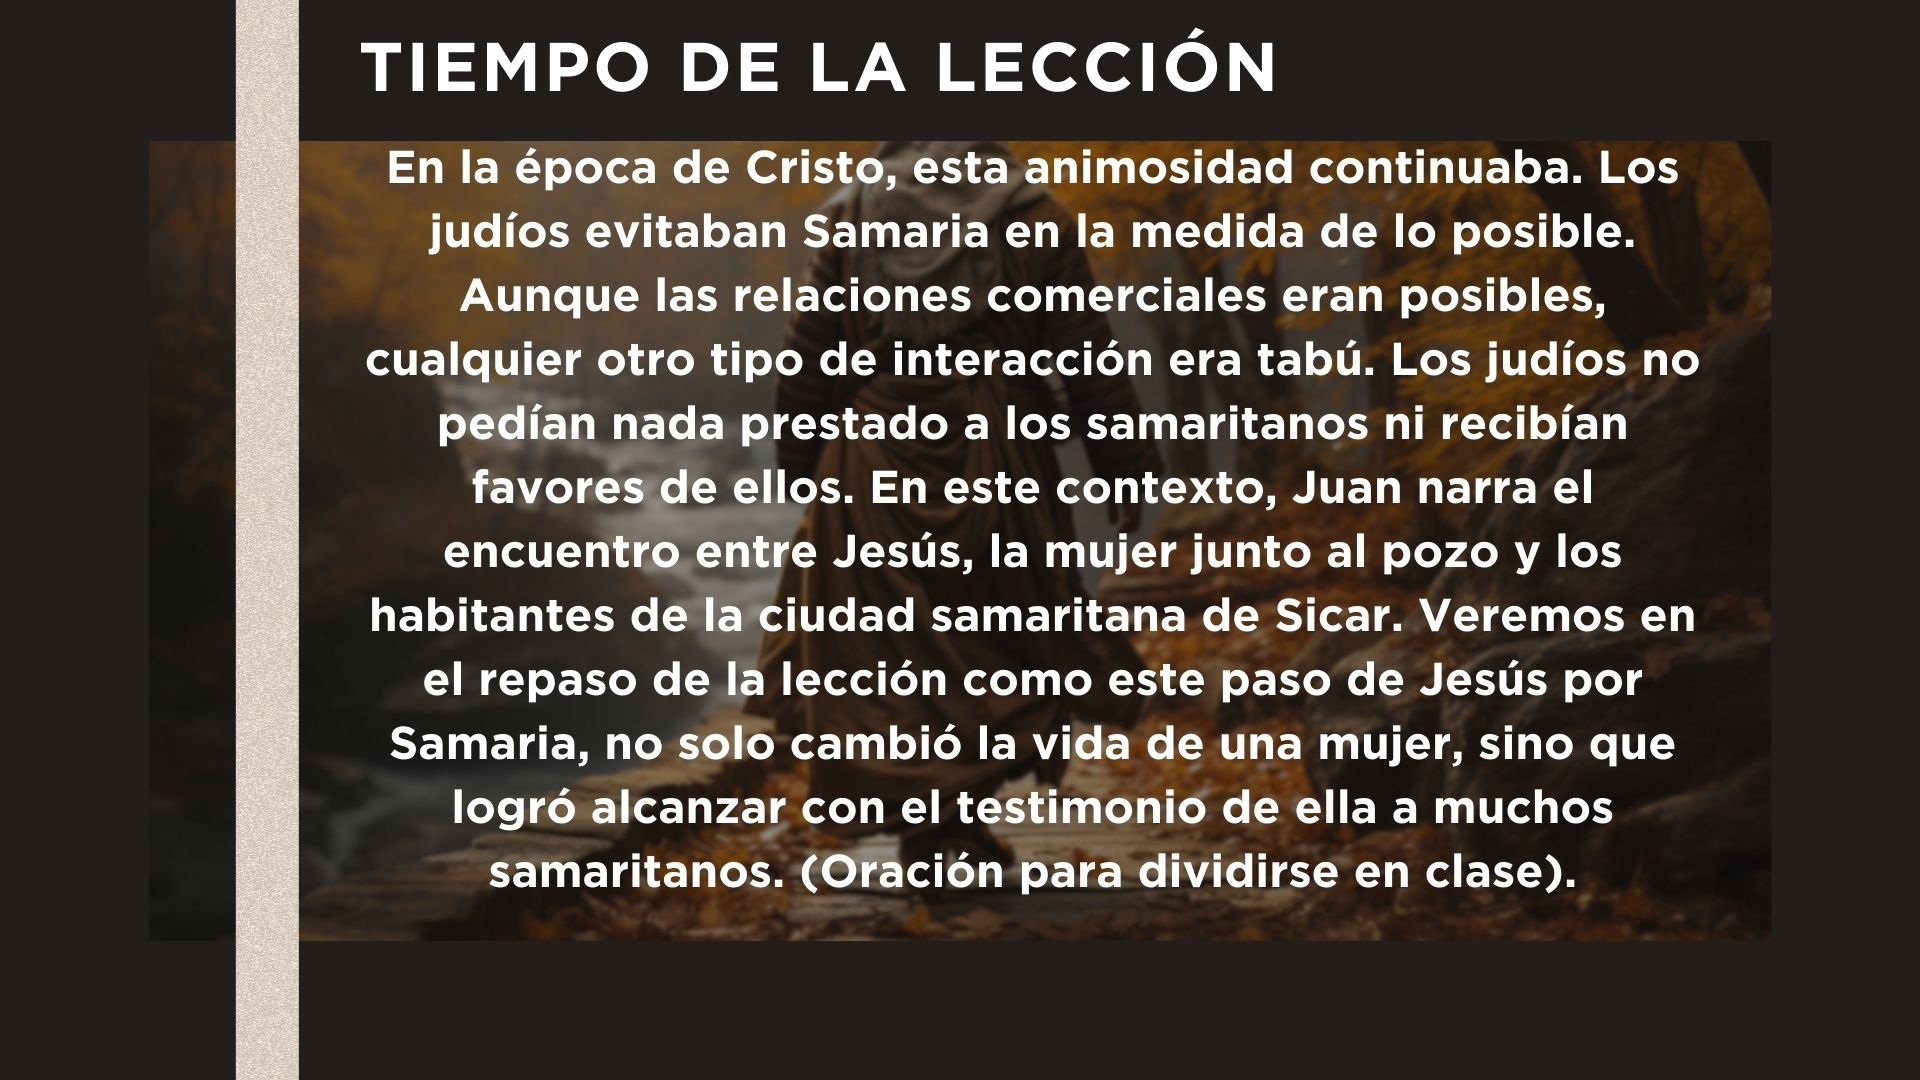 TIEMPO DE LA LECCIÓN
En la época de Cristo, esta animosidad continuaba. Los
judíos evitaban Samaria en la medida de lo posible.
Aunque las relaciones comerciales eran posibles,
cualquier otro tipo de interacción era tabú. Los judíos no
pedían nada prestado a los samaritanos ni recibían
favores de ellos. En este contexto, Juan narra el
encuentro entre Jesús, la mujer junto al pozo y los
habitantes de la ciudad samaritana de Sicar. Veremos en
el repaso de la lección como este paso de Jesús por
Samaria, no solo cambió la vida de una mujer, sino que
logró alcanzar con el testimonio de ella a muchos
samaritanos. (Oración para dividirse en clase).